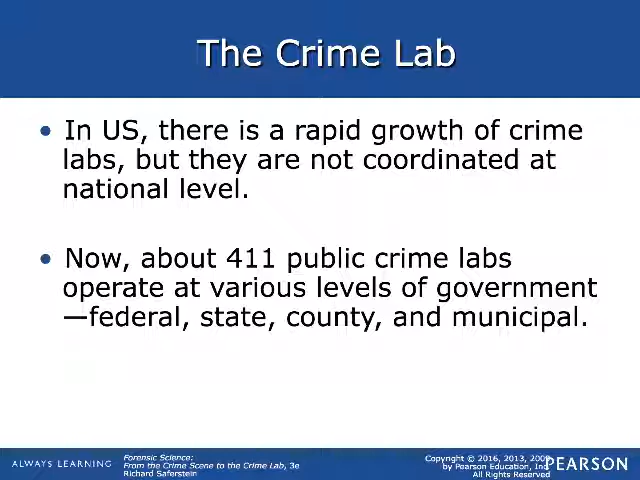 The Crime Lab
• In US, there is a rapid growth of crime
labs, but they are not coordinated at
national level.
• Now, about 411 public crime labs
operate at various levels of government
—federal, state, county, and municipal.
ALWAYS LEARNING
Forensic Science:
From the Crime Scene to the Crime Lab, 3e
Richard Saferstein
Copyright © 2016, 2013, 2009
by Pearson Education, Inc.
All Rights Reserved
PEARSON